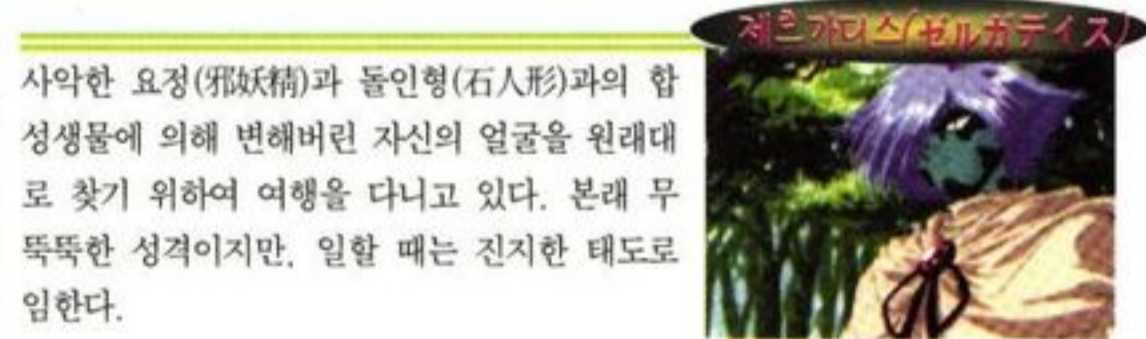 제르가디스(ゼルガディス)
사악한 요정(邪妖精)과 돌인형(石人形)과의 합
성생물에 의해 변해버린 자신의 얼굴을 원래대
로 찾기 위하여 여행을 다니고 있다. 본래 무
뚝뚝한 성격이지만, 일할 때는 진지한 태도로
임한다.